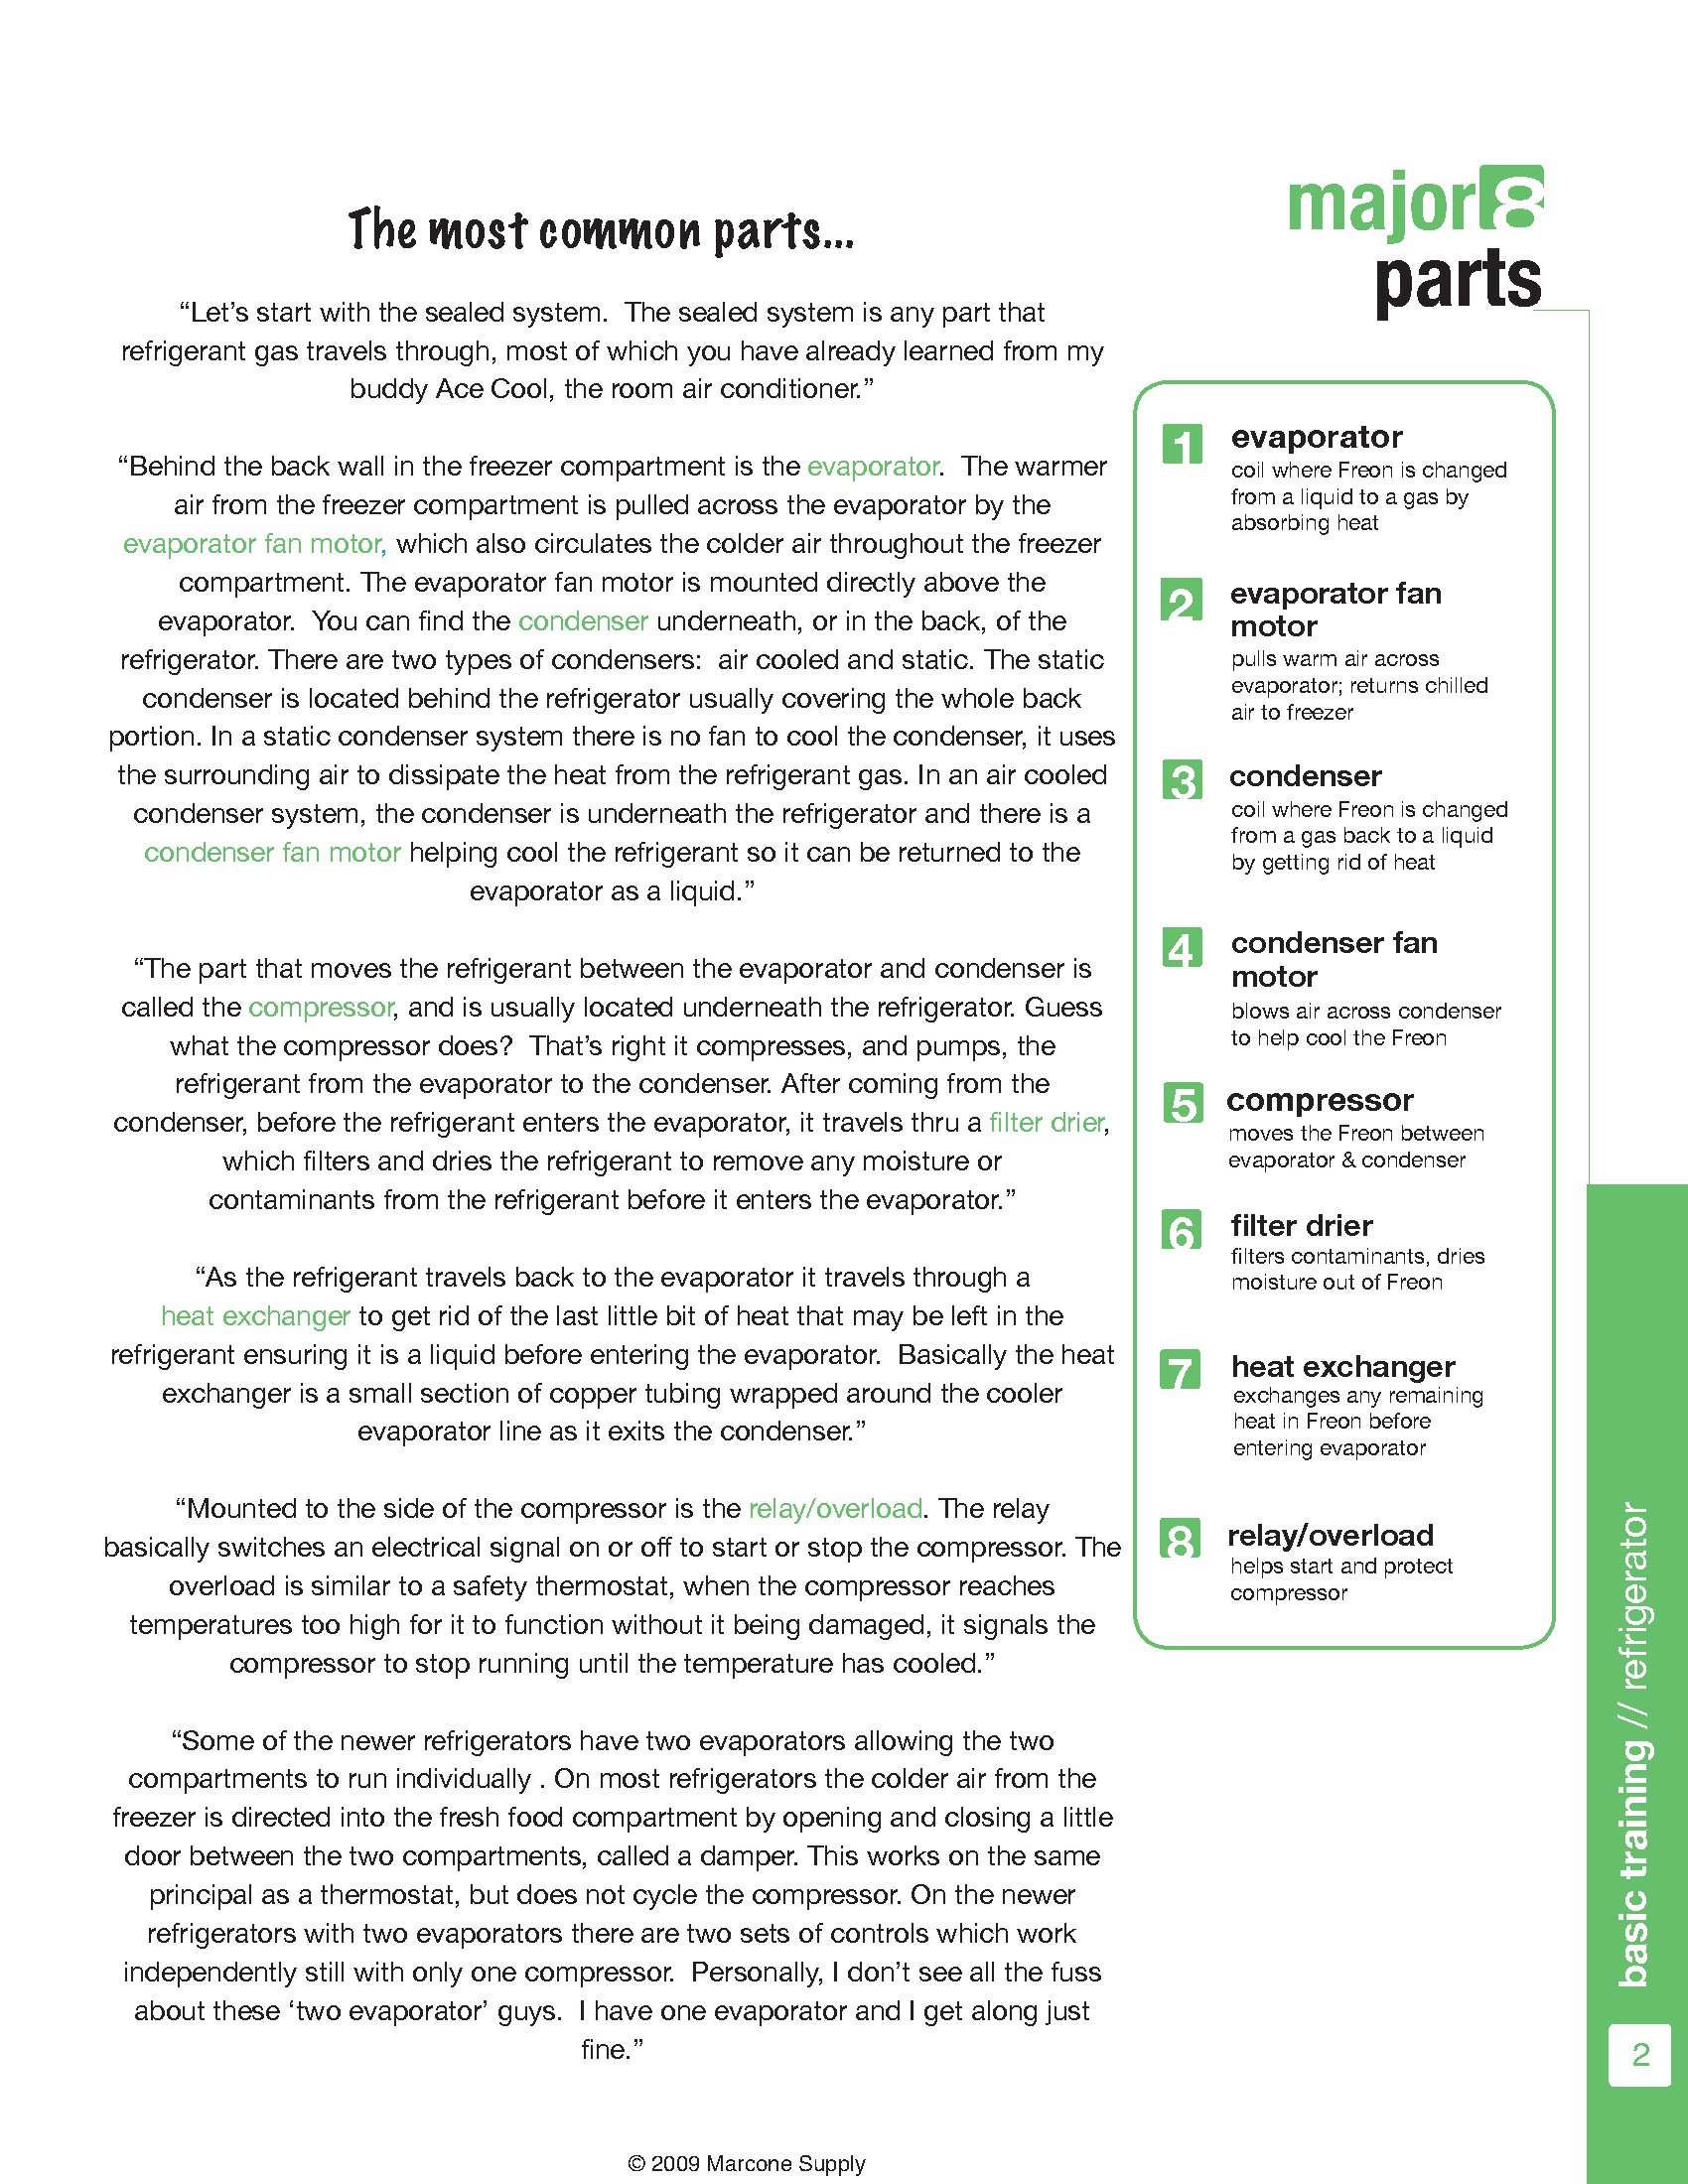 The most common parts...
“Let’s start with the sealed system.  The sealed system is any part that
refrigerant gas travels through, most of which you have already learned from my
buddy Ace Cool, the room air conditioner.”
“Behind the back wall in the freezer compartment is the evaporator.  The warmer
air from the freezer compartment is pulled across the evaporator by the
evaporator fan motor, which also circulates the colder air throughout the freezer
compartment. The evaporator fan motor is mounted directly above the
evaporator.  You can find the condenser underneath, or in the back, of the
refrigerator. There are two types of condensers:  air cooled and static. The static
condenser is located behind the refrigerator usually covering the whole back
portion. In a static condenser system there is no fan to cool the condenser, it uses
the surrounding air to dissipate the heat from the refrigerant gas. In an air cooled
condenser system, the condenser is underneath the refrigerator and there is a
condenser fan motor helping cool the refrigerant so it can be returned to the
evaporator as a liquid.”
“The part that moves the refrigerant between the evaporator and condenser is
called the compressor, and is usually located underneath the refrigerator. Guess
what the compressor does?  That’s right it compresses, and pumps, the
refrigerant from the evaporator to the condenser. After coming from the
condenser, before the refrigerant enters the evaporator, it travels thru a filter drier,
which filters and dries the refrigerant to remove any moisture or
contaminants from the refrigerant before it enters the evaporator.”
“As the refrigerant travels back to the evaporator it travels through a
heat exchanger to get rid of the last little bit of heat that may be left in the
refrigerant ensuring it is a liquid before entering the evaporator.  Basically the heat
exchanger is a small section of copper tubing wrapped around the cooler
evaporator line as it exits the condenser.”
“Mounted to the side of the compressor is the relay/overload. The relay
basically switches an electrical signal on or off to start or stop the compressor. The
overload is similar to a safety thermostat, when the compressor reaches
temperatures too high for it to function without it being damaged, it signals the
compressor to stop running until the temperature has cooled.”
“Some of the newer refrigerators have two evaporators allowing the two
compartments to run individually . On most refrigerators the colder air from the
freezer is directed into the fresh food compartment by opening and closing a little
door between the two compartments, called a damper. This works on the same
principal as a thermostat, but does not cycle the compressor. On the newer
refrigerators with two evaporators there are two sets of controls which work
independently still with only one compressor.  Personally, I don’t see all the fuss
about these ‘two evaporator’ guys.  I have one evaporator and I get along just
fine.”
major 8
parts
1 evaporator
coil where Freon is changed
from a liquid to a gas by
absorbing heat
2 evaporator fan
motor
pulls warm air across
evaporator; returns chilled
air to freezer
3 condenser
coil where Freon is changed
from a gas back to a liquid
by getting rid of heat
4 condenser fan
motor
blows air across condenser
to help cool the Freon
5 compressor
moves the Freon between
evaporator & condenser
6 filter drier
filters contaminants, dries
moisture out of Freon
7 heat exchanger
exchanges any remaining
heat in Freon before
entering evaporator
8 relay/overload
helps start and protect
compressor
basic training // refrigerator
2
© 2009 Marcone Supply